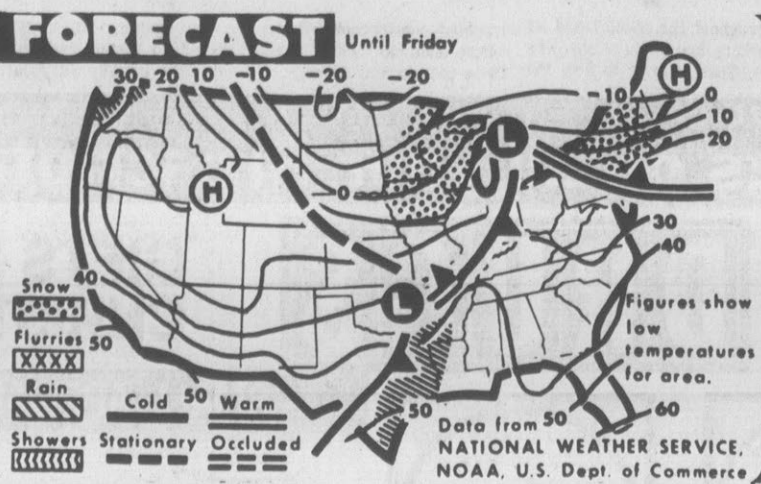 FORECAST Until Friday
30 20 10 -10 -20 -20
-10 0
10
20
H
L
H
0
30
40
L
40
50
50
50
50
60
Snow
Flurries
Rain
Showers
Cold Warm
Stationary Occluded
Figures show
low
temperatures
for area.
Data from
NATIONAL WEATHER SERVICE,
NOAA, U.S. Dept. of Commerce